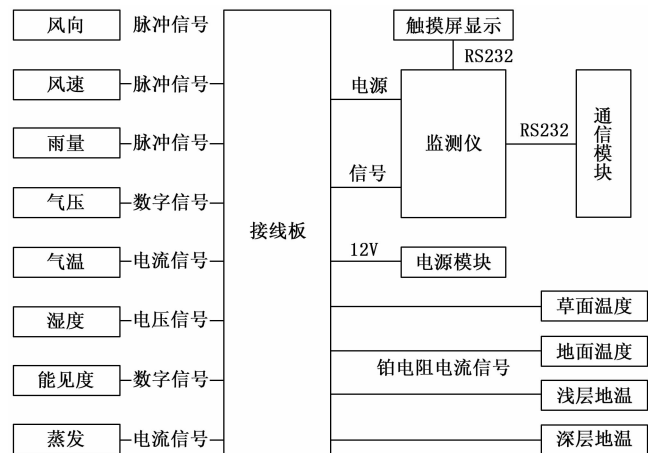 风向 脉冲信号
触摸屏显示
RS232
风速 脉冲信号
电源
雨量 脉冲信号
监测仪
RS232
通信模块
气压 数字信号
信号
接线板
气温 电流信号
12V
电源模块
湿度 电压信号
草面温度
地面温度
铂电阻电流信号
能见度 数字信号
浅层地温
蒸发 电流信号
深层地温